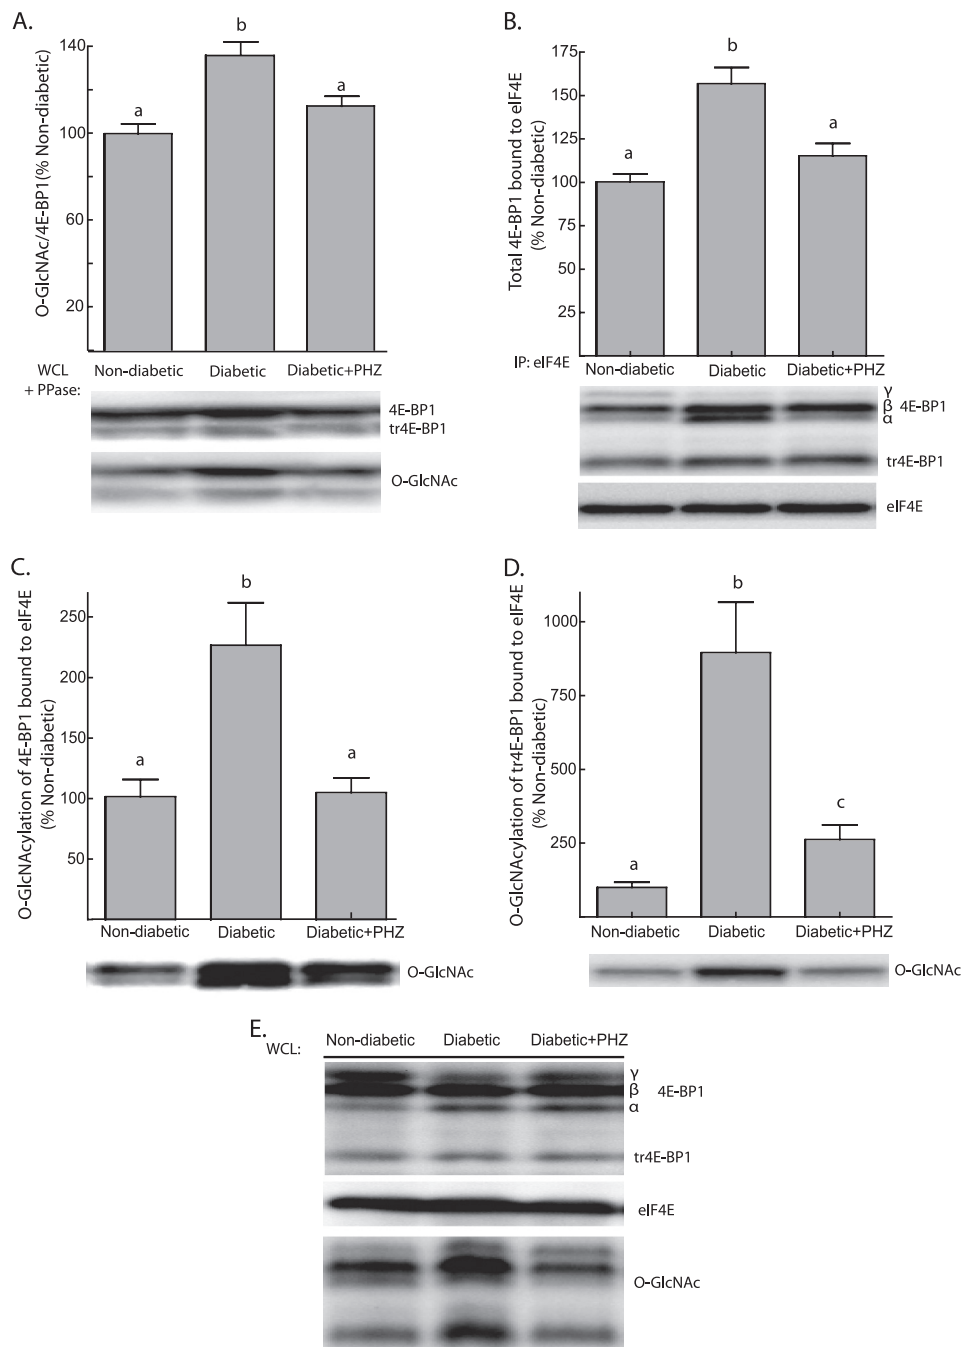 A.
O-GlcNAc/4E-BP1(% Non-diabetic)
140
100
60
20
a
b
a
Non-diabetic
Diabetic
Diabetic+PHZ
WCL
+ PPase:
4E-BP1
tr4E-BP1
O-GlcNAc
B.
Total 4E-BP1 bound to eIF4E
(% Non-diabetic)
175
150
125
100
75
50
25
a
b
a
IP: eIF4E
Non-diabetic
Diabetic
Diabetic+PHZ
γ
β 4E-BP1
α
tr4E-BP1
eIF4E
C.
O-GlcNAcylation of 4E-BP1 bound to eIF4E
(% Non-diabetic)
250
200
150
100
50
a
b
a
Non-diabetic
Diabetic
Diabetic+PHZ
O-GlcNAc
D.
O-GlcNAcylation of tr4E-BP1 bound to eIF4E
(% Non-diabetic)
1000
750
500
250
a
b
c
Non-diabetic
Diabetic
Diabetic+PHZ
O-GlcNAc
E.
WCL:
Non-diabetic
Diabetic
Diabetic+PHZ
γ
β 4E-BP1
α
tr4E-BP1
eIF4E
O-GlcNAc